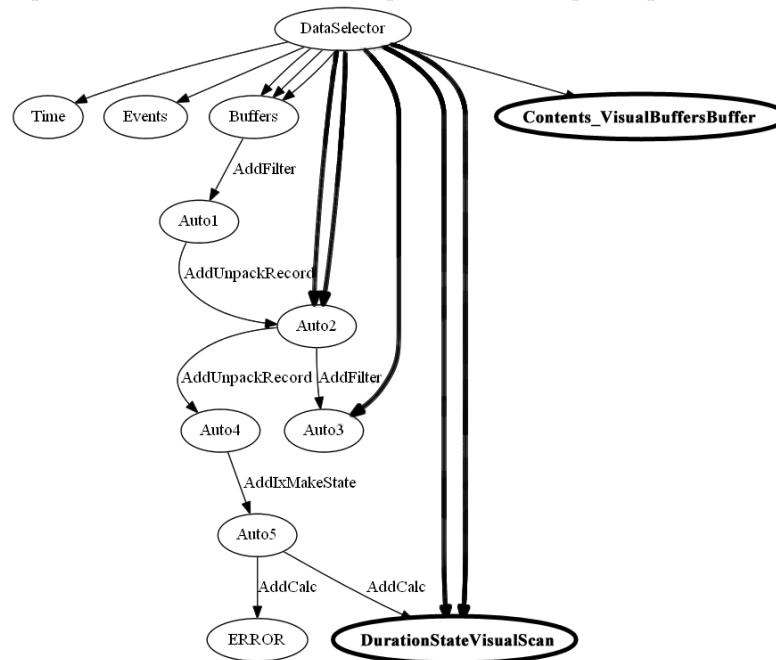 DataSelector
Time
Events
Buffers
Contents_VisualBuffersBuffer
AddFilter
Auto1
AddUnpackRecord
Auto2
AddUnpackRecord
AddFilter
Auto4
Auto3
AddIxMakeState
Auto5
AddCalc
AddCalc
ERROR
DurationStateVisualScan